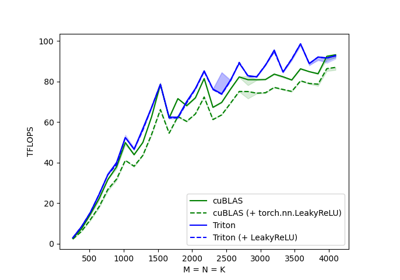 100
80
60
40
20
0
TFLOPS
500 1000 1500 2000 2500 3000 3500 4000
M = N = K
cuBLAS
cuBLAS (+ torch.nn.LeakyReLU)
Triton
Triton (+ LeakyReLU)